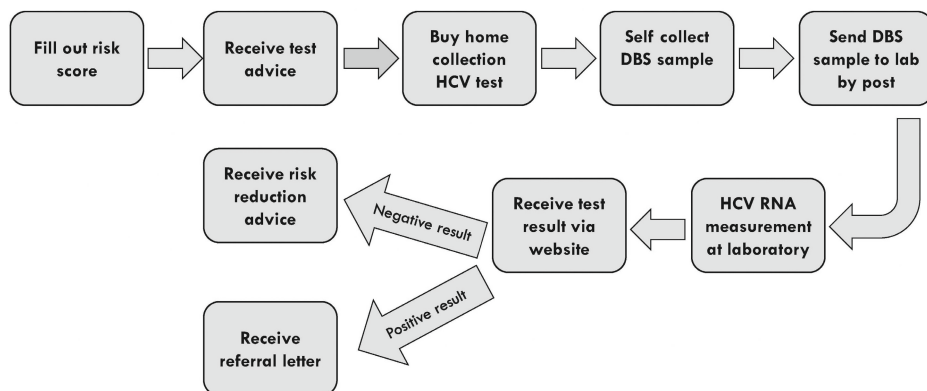 Fill out risk
score
Receive test
advice
Buy home
collection
HCV test
Self collect
DBS sample
Send DBS
sample to lab
by post
HCV RNA
measurement
at laboratory
Receive test
result via
website
Negative result
Receive risk
reduction
advice
Positive result
Receive
referral letter